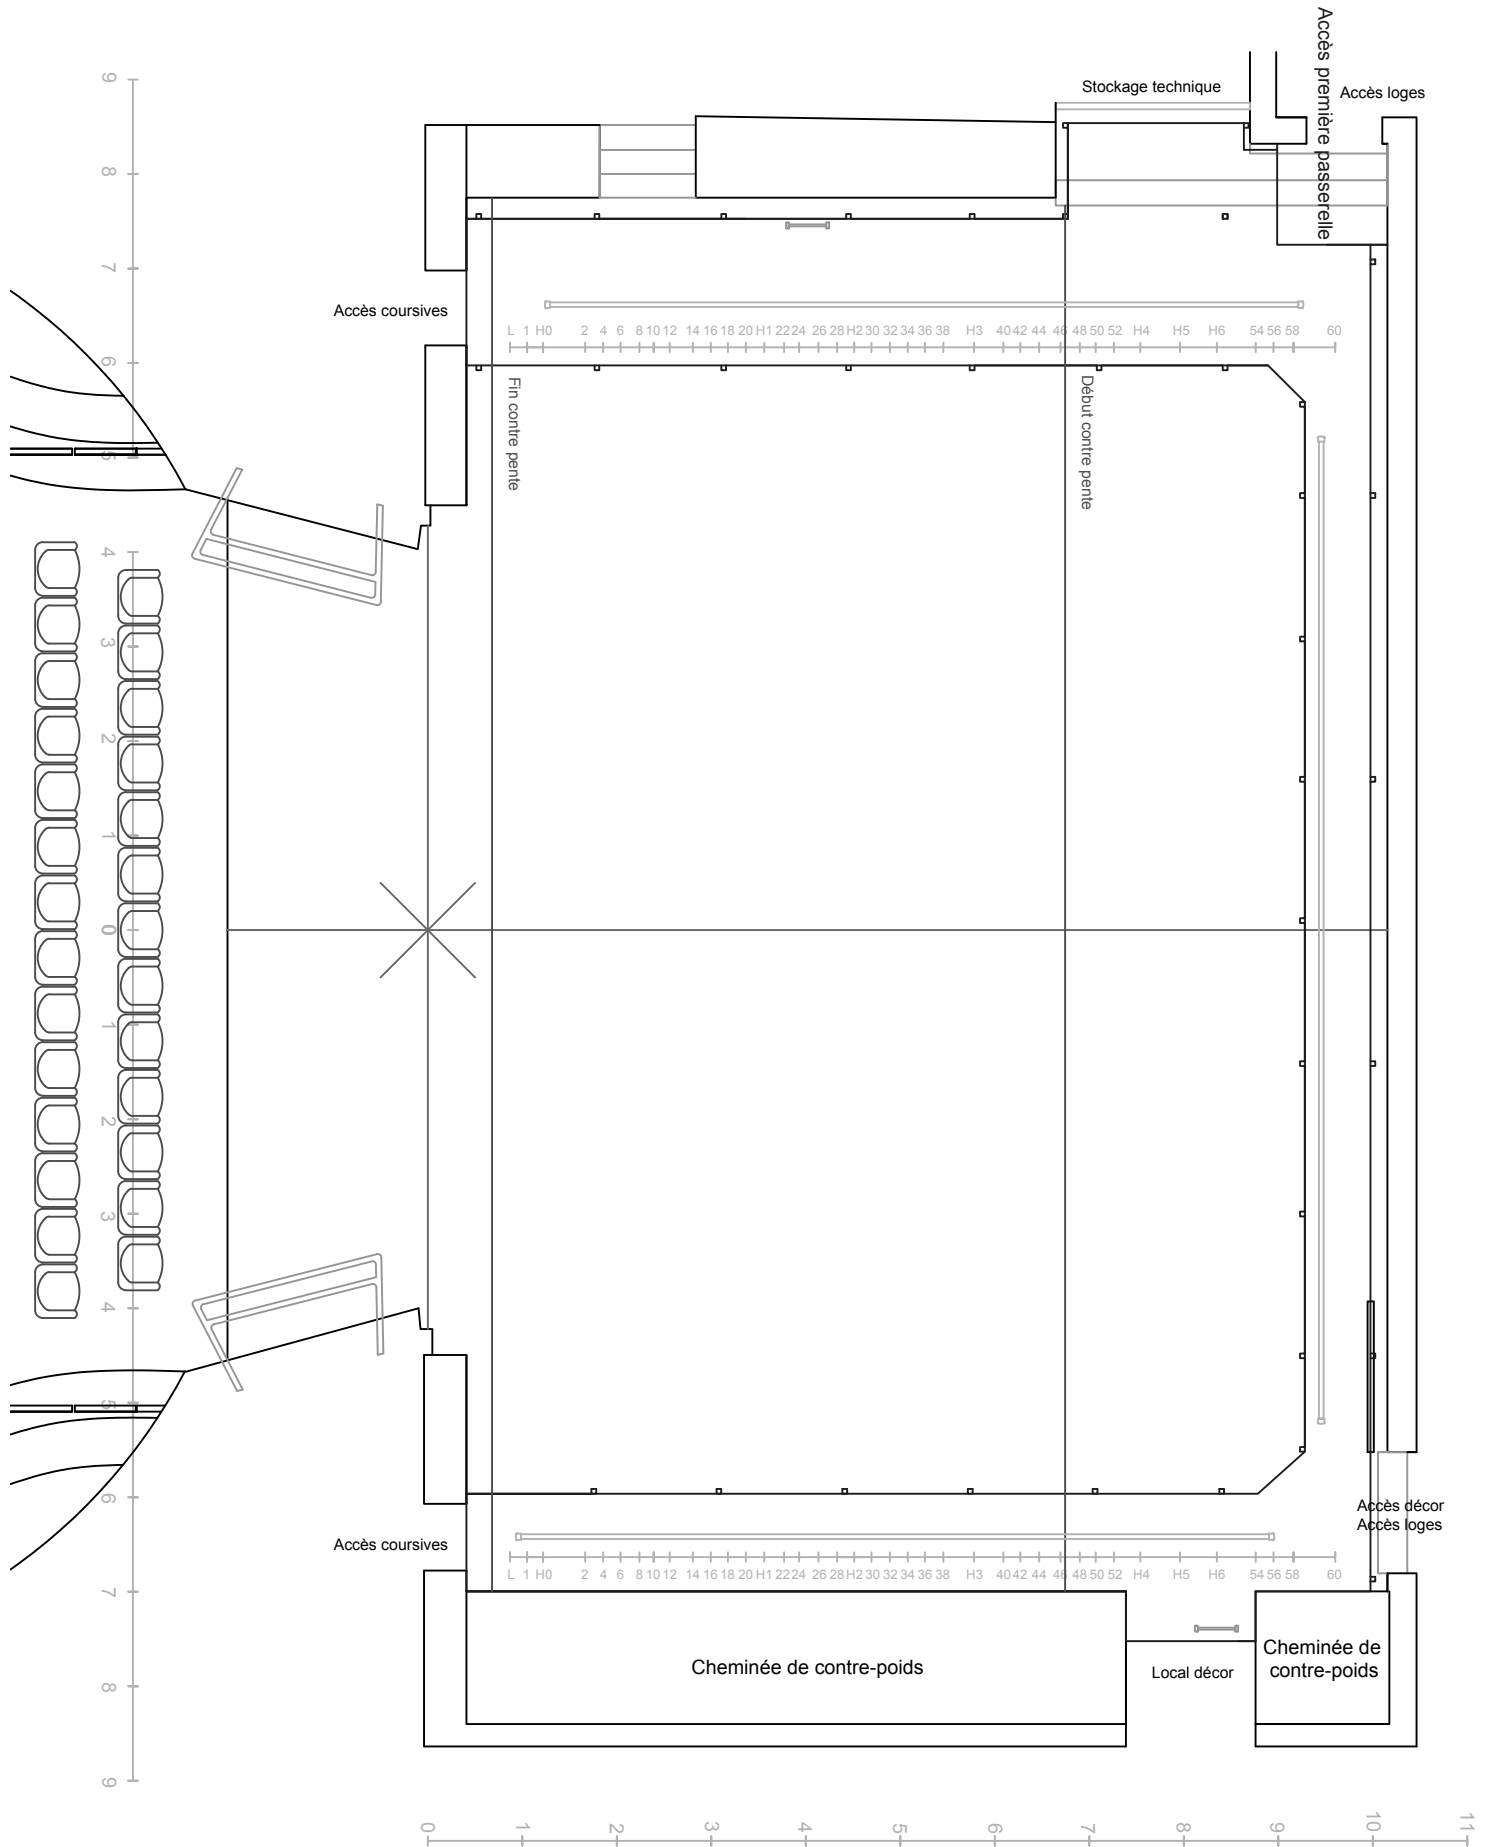 Accès première passerelle
Stockage technique
Accès loges
9
8
7
6
5
4
3
2
1
0
1
2
3
4
5
6
7
8
9
Accès coursives
L 1 H0 2 4 6 8 10 12 14 16 18 20 H1 22 24 26 28 H2 30 32 34 36 38 H3 40 42 44 46 48 50 52 H4 H5 H6 54 56 58 60
Fin contre pente
Début contre pente
Accès décor
Accès loges
Accès coursives
L 1 H0 2 4 6 8 10 12 14 16 18 20 H1 22 24 26 28 H2 30 32 34 36 38 H3 40 42 44 46 48 50 52 H4 H5 H6 54 56 58 60
Cheminée de contre-poids
Local décor
Cheminée de
contre-poids
0 1 2 3 4 5 6 7 8 9 10 11